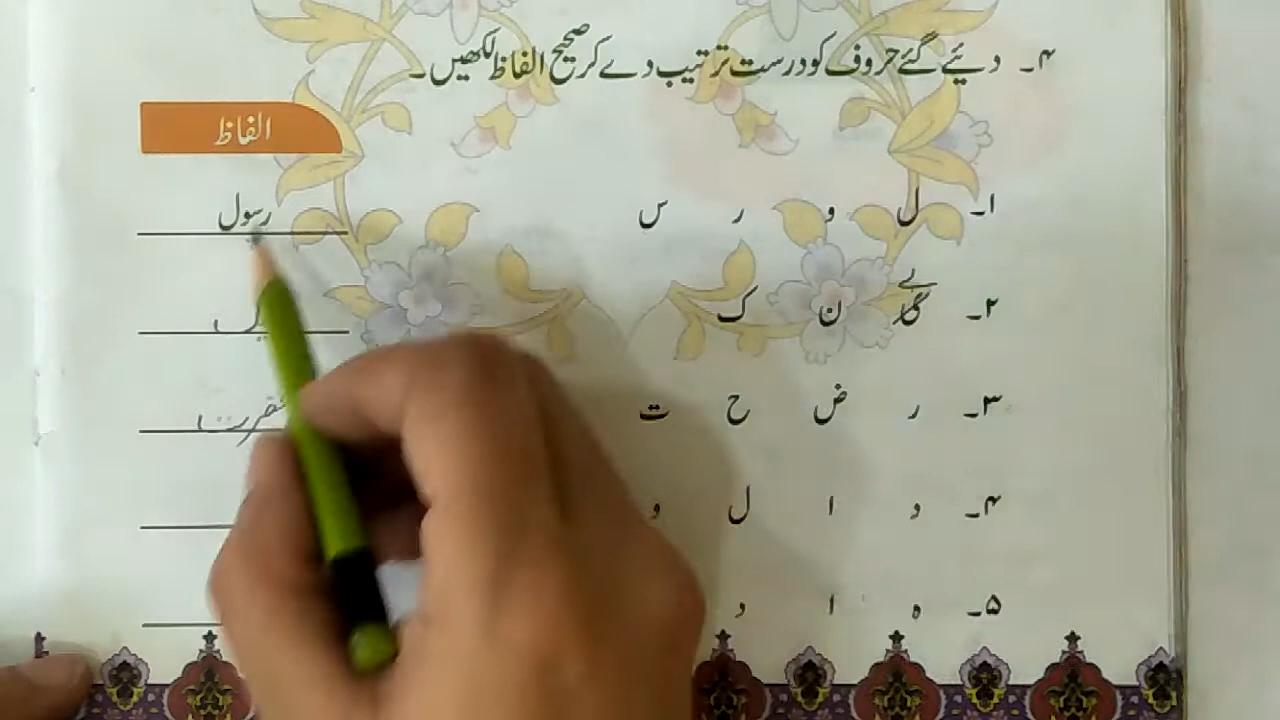 ۴۔ دیئے گئے حروف کو درست ترتیب دے کر صحیح الفاظ لکھیں۔
الفاظ
۱۔ ل و ر س رسول
۲۔ ن ک
۳۔ ر ض ح ت
۴۔ د ا ل و
۵۔ ہ ا د